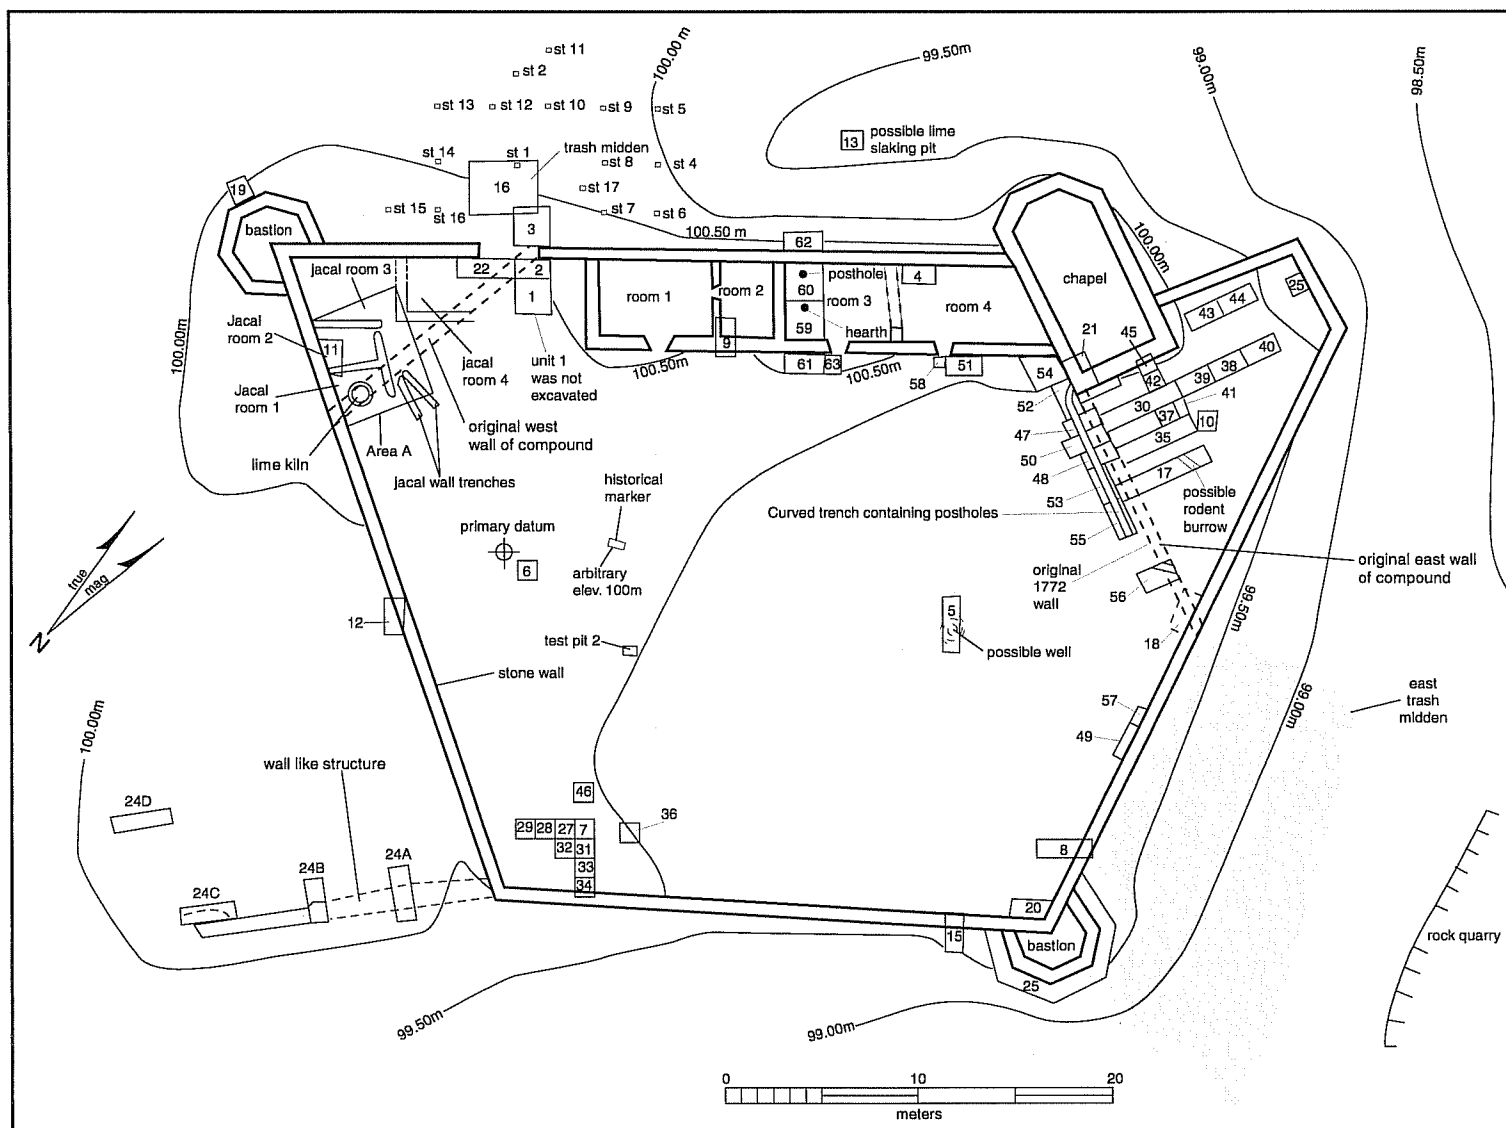 st 11
st 2
st 13
st 12
st 10
st 9
st 5
100.00 m
99.50m
99.00m
98.50m
13
possible lime
slaking pit
st 14
st 1
trash midden
st 8
st 4
16
st 17
st 15
st 16
st 7
st 6
19
bastion
3
100.50 m
62
100.00m
chapel
jacal room 3
22
2
1
room 1
room 2
60
posthole
room 3
59
hearth
4
room 4
25
43
44
21
45
Jacal
room 2
11
9
61
63
58
51
54
42
39
38
40
100.00m
Jacal
room 1
jacal
room 4
unit 1
was not
excavated
100.50m
100.50m
52
30
41
37
10
47
35
50
original west
wall of compound
Area A
lime kiln
jacal wall trenches
48
17
53
possible
rodent
burrow
historical
marker
Curved trench containing postholes
55
primary datum
6
arbitrary
elev. 100m
original
1772
wall
56
original east wall
of compound
true
mag
N
12
5
99.50m
test pit 2
possible well
18
stone wall
57
49
99.00m
east
trash
midden
100.00m
wall like structure
24D
46
36
29
28
27
7
32
31
33
34
8
24C
24B
24A
20
15
bastion
25
rock quarry
99.50m
99.00m
0
10
20
meters